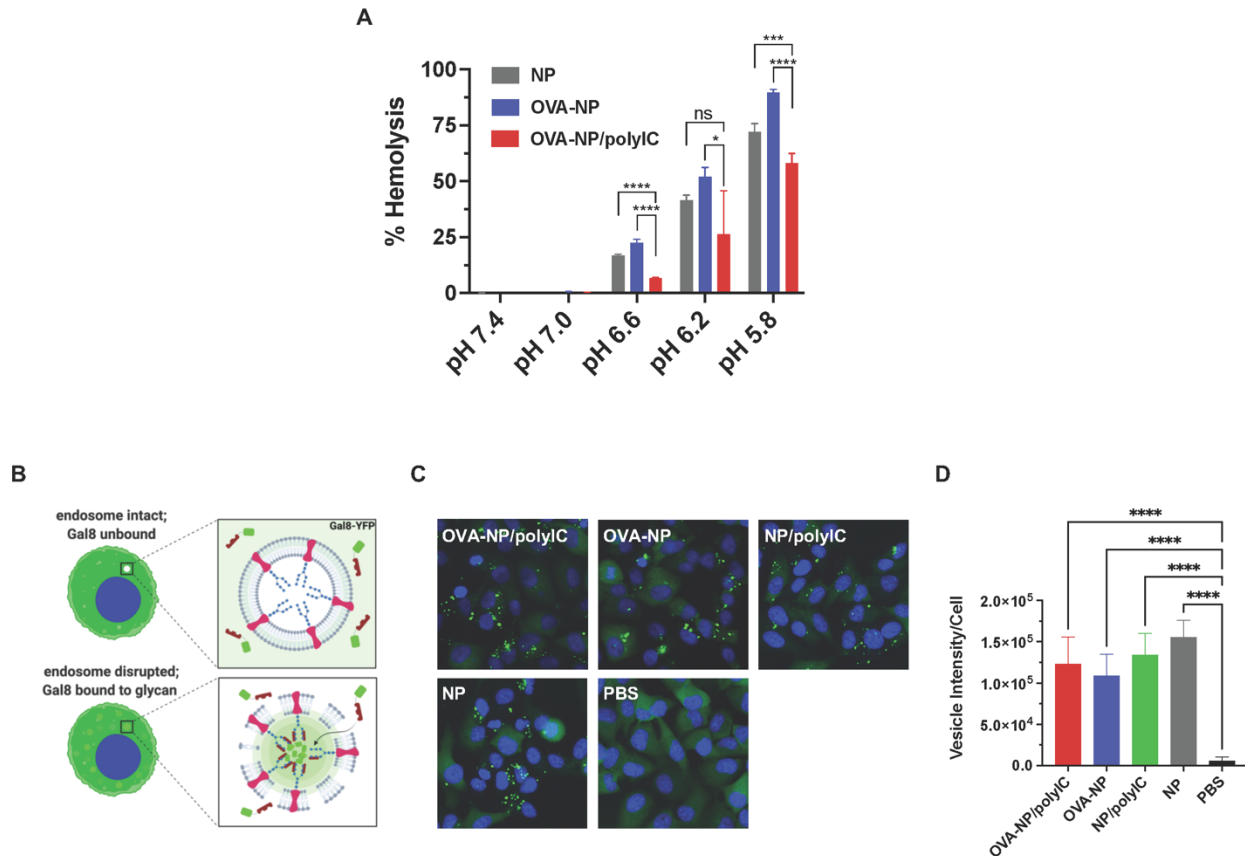 A
% Hemolysis
100
75
50
25
0
NP
OVA-NP
OVA-NP/polyIC
****
****
ns
*
***
****
pH 7.4
pH 7.0
pH 6.6
pH 6.2
pH 5.8
B
endosome intact;
Gal8 unbound
Gal8-YFP
endosome disrupted;
Gal8 bound to glycan
C
OVA-NP/polyIC
OVA-NP
NP/polyIC
NP
PBS
D
****
****
****
****
Vesicle Intensity/Cell
2.0×10⁵
1.5×10⁵
1.0×10⁵
5.0×10⁴
0.0
OVA-NP/polyIC
OVA-NP
NP/polyIC
NP
PBS